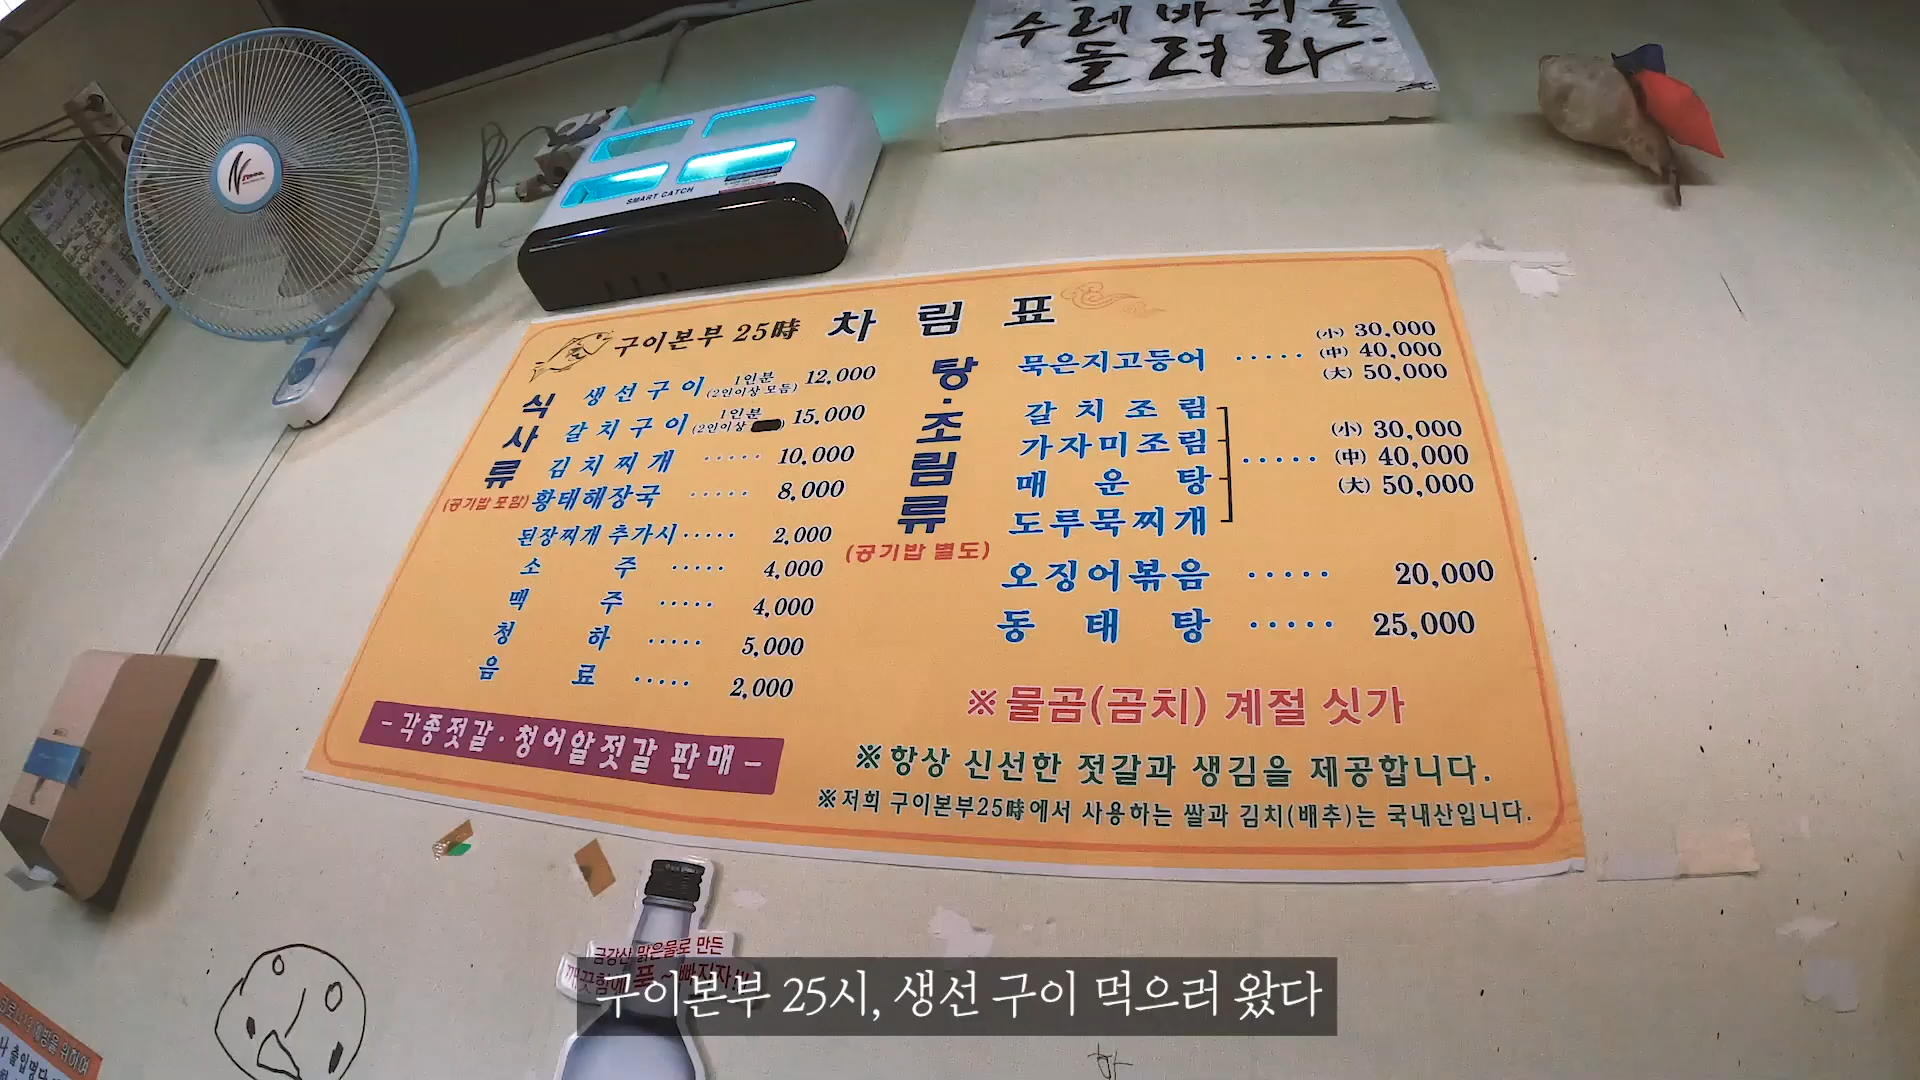 수레바퀴를
돌려라
SMART CATCH
구이본부 25時 차림표
식사류
(공기밥 포함)
생선구이 1인분 (2인이상 모듬) 12,000
갈치구이 1인분 (2인이상 15,000
김치찌개 ····· 10,000
황태해장국 ····· 8,000
된장찌개 추가시 ····· 2,000
소주 ····· 4,000
맥주 ····· 4,000
청하 ····· 5,000
음료 ····· 2,000
- 각종젓갈·청어알젓갈 판매 -
탕·조림류
(공기밥 별도)
묵은지고등어 ····· (小) 30,000
(中) 40,000
(大) 50,000
갈치조림
가자미조림
매운탕
도루묵찌개
····· (小) 30,000
(中) 40,000
(大) 50,000
오징어볶음 ····· 20,000
동태탕 ····· 25,000
※물곰(곰치) 계절 싯가
※항상 신선한 젓갈과 생김을 제공합니다.
※저희 구이본부25時에서 사용하는 쌀과 김치(배추)는 국내산입니다.
금강산 맑은물로 만든
구이본부 25시, 생선 구이 먹으러 왔다